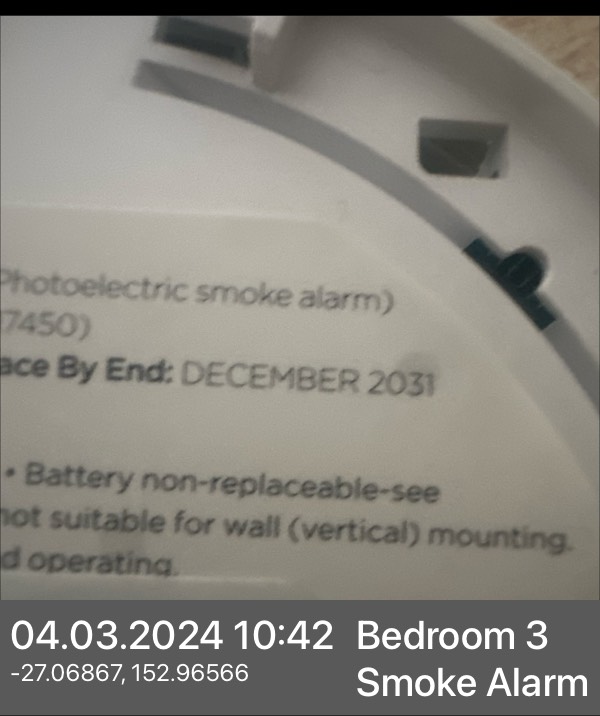 Photoelectric smoke alarm)
17450)
ace By End: DECEMBER 2031
• Battery non-replaceable-see
not suitable for wall (vertical) mounting.
d operating.
04.03.2024 10:42
-27.06867, 152.96566
Bedroom 3
Smoke Alarm